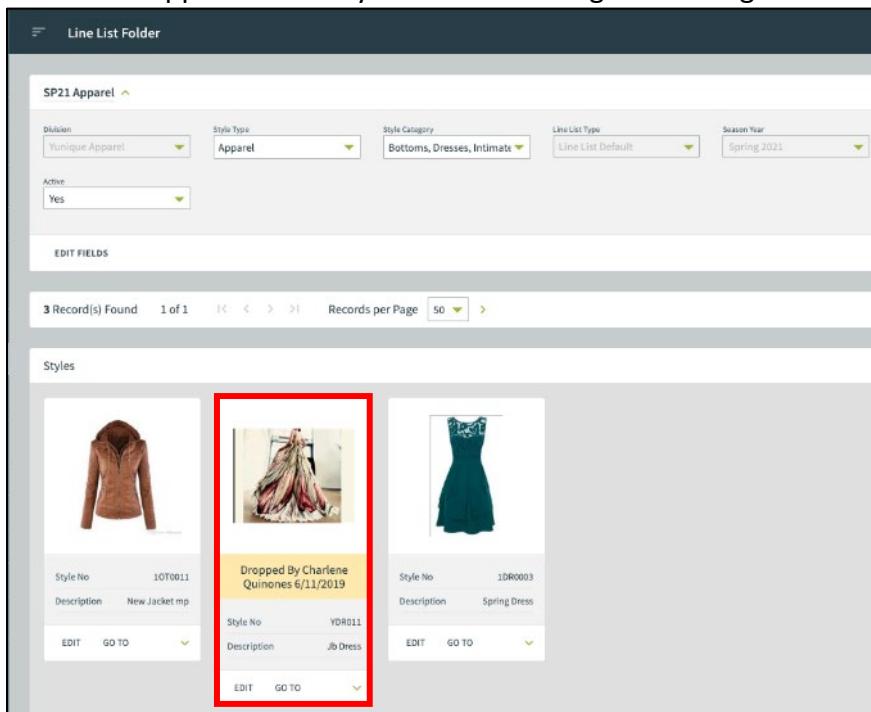 Line List Folder
SP21 Apparel
Division
Yunique Apparel
Style Type
Apparel
Style Category
Bottoms, Dresses, Intimate
Line List Type
Line List Default
Season Year
Spring 2021
Active
Yes
EDIT FIELDS
3 Record(s) Found 1 of 1 Records per Page 50
Styles
Style No 1OT0011
Description New Jacket mp
EDIT GO TO
Dropped By Charlene
Quinones 6/11/2019
Style No YDR011
Description Jb Dress
EDIT GO TO
Style No 1DR0003
Description Spring Dress
EDIT GO TO